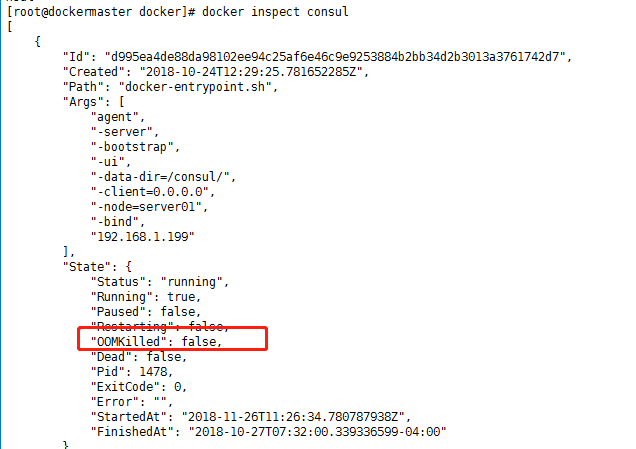 [root@dockermaster docker]# docker inspect consul
[
    {
        "Id": "d995ea4de88da98102ee94c25af6e46c9e9253884b2bb34d2b3013a3761742d7",
        "Created": "2018-10-24T12:29:25.781652285Z",
        "Path": "docker-entrypoint.sh",
        "Args": [
            "agent",
            "-server",
            "-bootstrap",
            "-ui",
            "-data-dir=/consul/",
            "-client=0.0.0.0",
            "-node=server01",
            "-bind",
            "192.168.1.199"
        ],
        "State": {
            "Status": "running",
            "Running": true,
            "Paused": false,
            "Restarting": false,
            "OOMKilled": false,
            "Dead": false,
            "Pid": 1478,
            "ExitCode": 0,
            "Error": "",
            "StartedAt": "2018-11-26T11:26:34.780787938Z",
            "FinishedAt": "2018-10-27T07:32:00.339336599-04:00"
        }